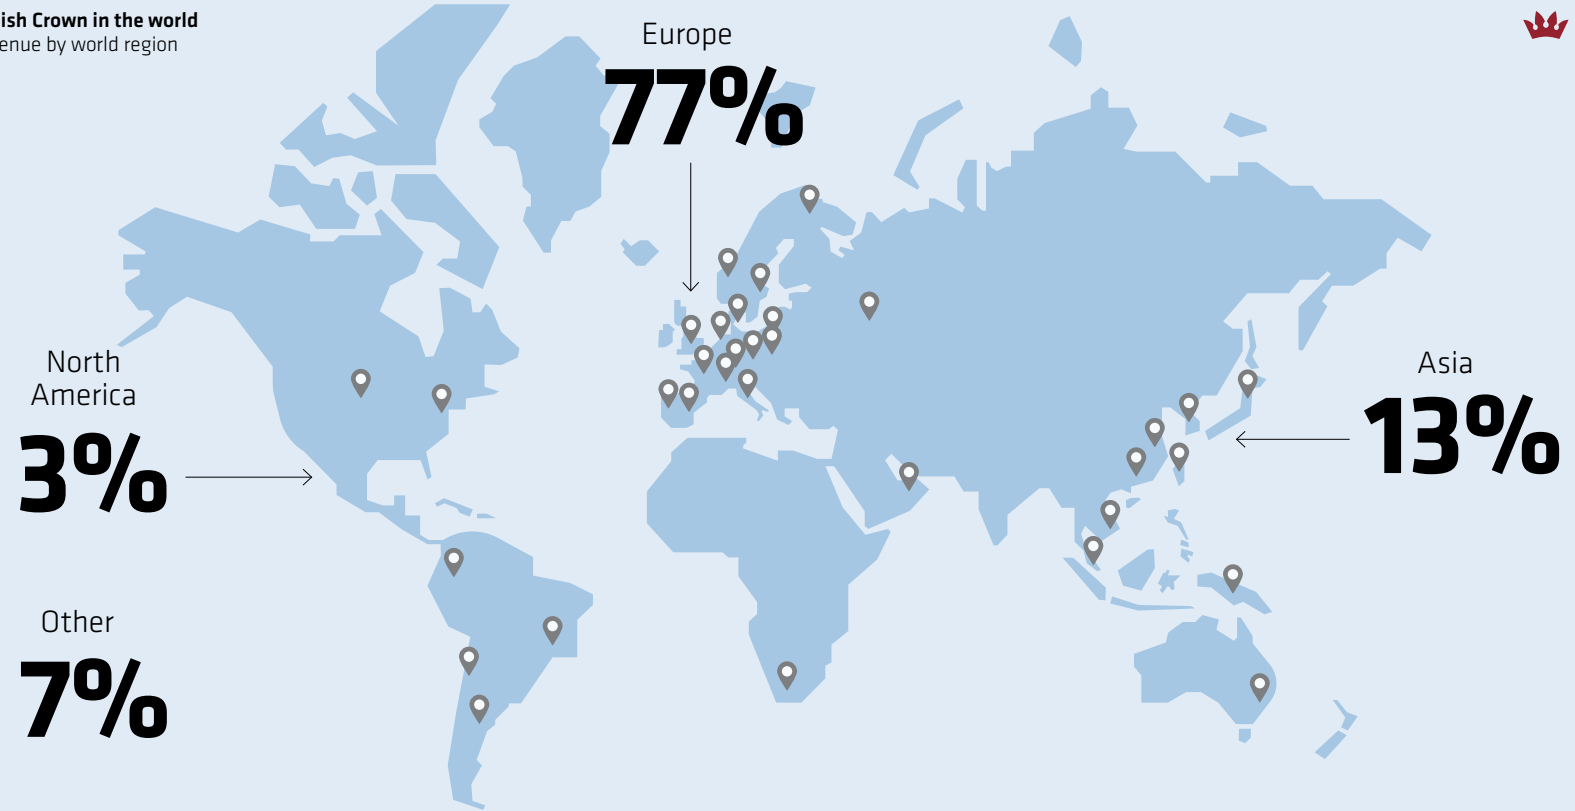 ish Crown in the world
enue by world region
Europe
77%
North
America
3%
Asia
13%
Other
7%